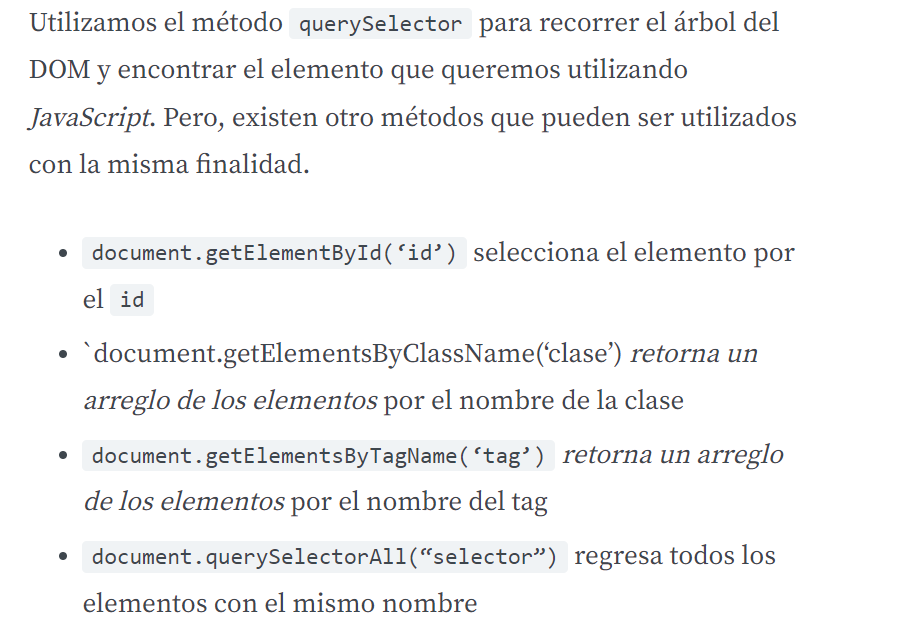 Utilizamos el método querySelector para recorrer el árbol del
DOM y encontrar el elemento que queremos utilizando
JavaScript. Pero, existen otro métodos que pueden ser utilizados
con la misma finalidad.
• document.getElementById(‘id’) selecciona el elemento por
el id
• `document.getElementsByClassName(‘clase’) retorna un
arreglo de los elementos por el nombre de la clase
• document.getElementsByTagName(‘tag’) retorna un arreglo
de los elementos por el nombre del tag
• document.querySelectorAll(“selector”) regresa todos los
elementos con el mismo nombre